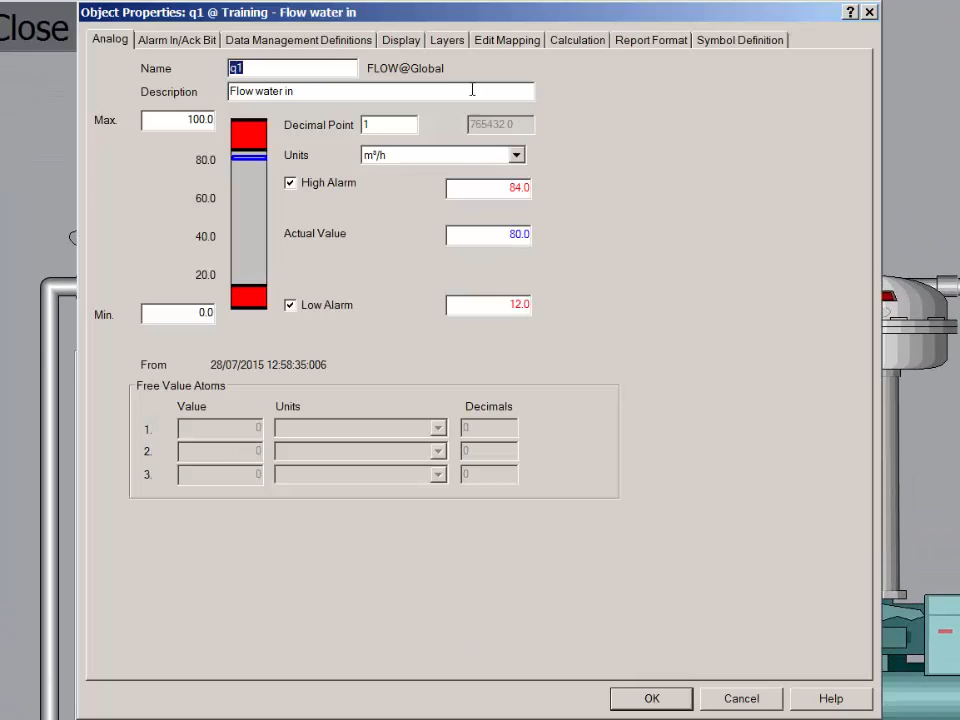 Close
Object Properties: q1 @ Training - Flow water in
Analog
Alarm In/Ack Bit
Data Management Definitions
Display
Layers
Edit Mapping
Calculation
Report Format
Symbol Definition
Name q1 FLOW@Global
Description Flow water in
Max. 100.0
Decimal Point 1 765432.0
80.0
Units m³/h
High Alarm 84.0
60.0
Actual Value 80.0
40.0
20.0
Low Alarm 12.0
Min. 0.0
From 28/07/2015 12:58:35:006
Free Value Atoms
Value Units Decimals
1. 0 0
2. 0 0
3. 0 0
OK Cancel Help